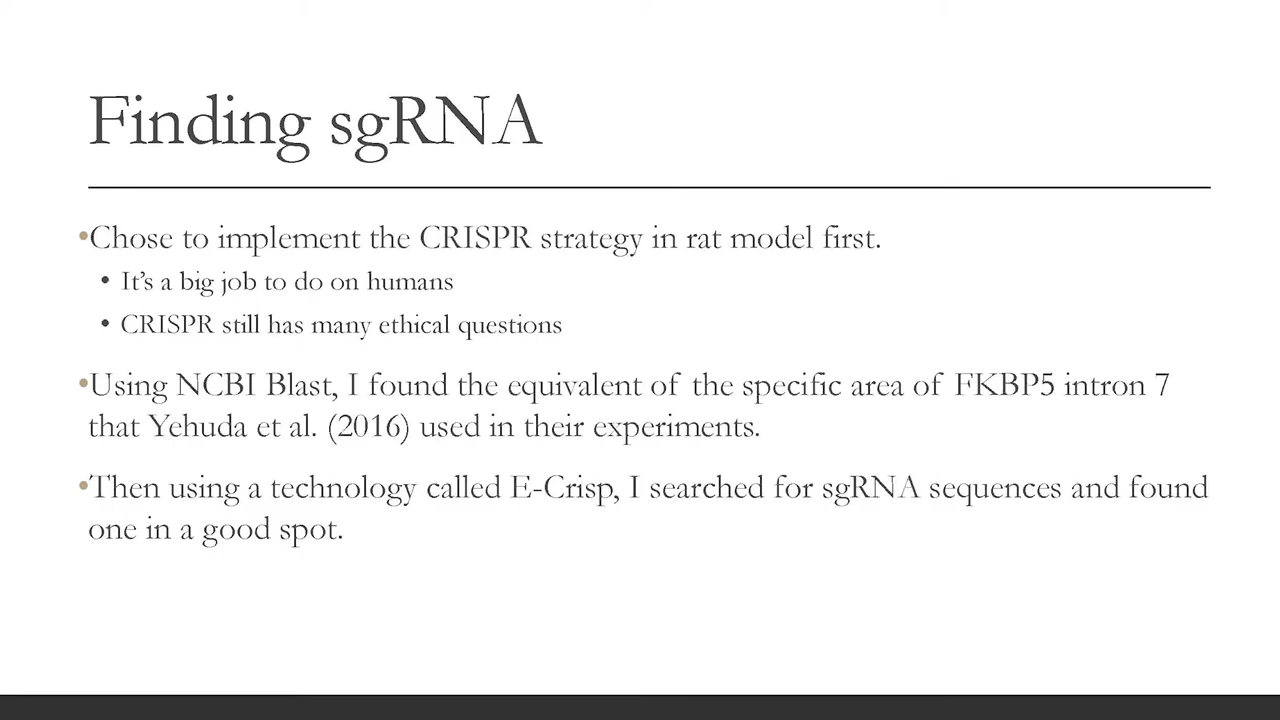 Finding sgRNA
•Chose to implement the CRISPR strategy in rat model first.
• It’s a big job to do on humans
• CRISPR still has many ethical questions
•Using NCBI Blast, I found the equivalent of the specific area of FKBP5 intron 7
that Yehuda et al. (2016) used in their experiments.
•Then using a technology called E-Crisp, I searched for sgRNA sequences and found
one in a good spot.